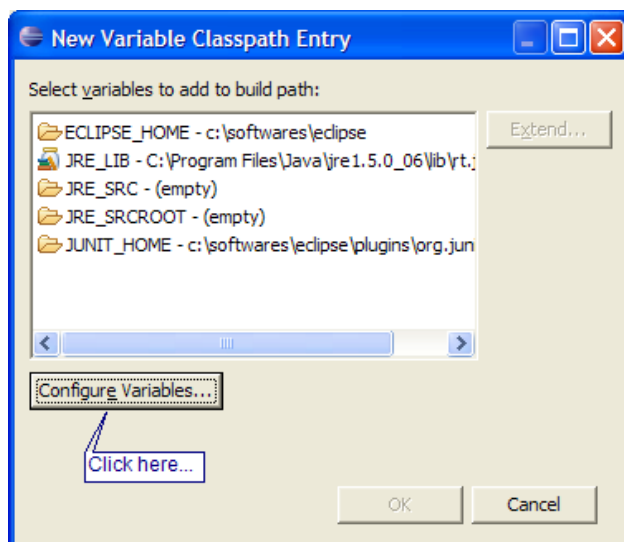 New Variable Classpath Entry
Select variables to add to build path:
ECLIPSE_HOME - c:\softwares\eclipse
Extend...
JRE_LIB - C:\Program Files\Java\jre1.5.0_06\lib\rt.j
JRE_SRC - (empty)
JRE_SRCROOT - (empty)
JUNIT_HOME - c:\softwares\eclipse\plugins\org.jun
Configure Variables...
Click here...
OK
Cancel